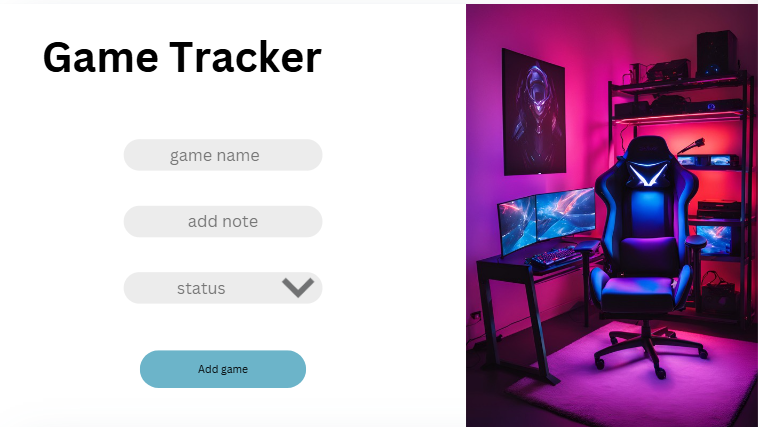 Game Tracker
game name
add note
status
Add game